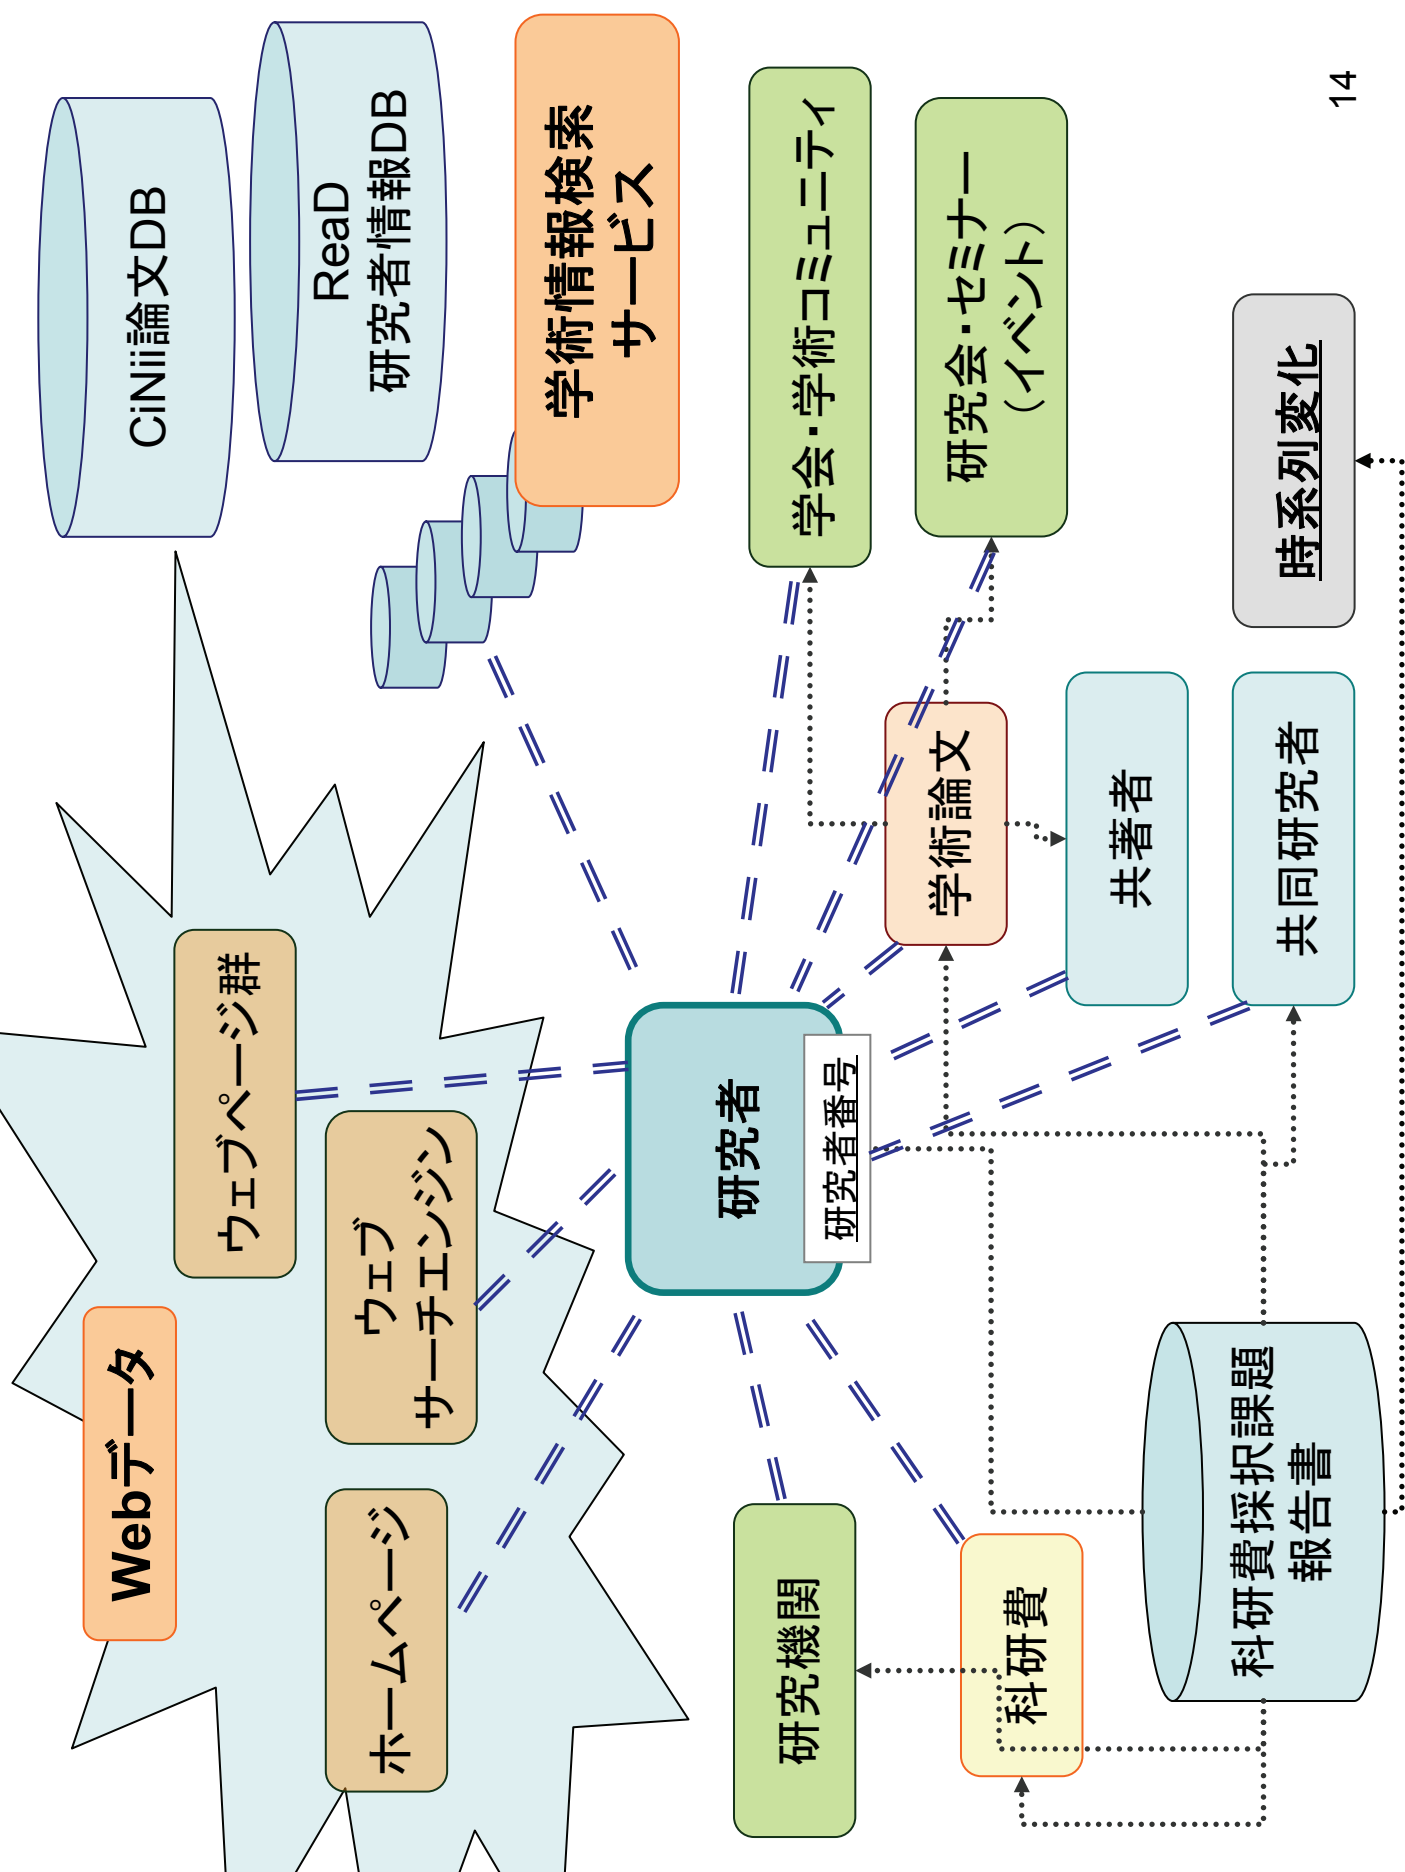 Webデータ
ウェブページ群
CiNii論文DB
ReaD
研究者情報DB
ホームページ
ウェブ
サーチエンジン
学術情報検索
サービス
研究機関
研究者
研究者番号
学会・学術コミュニティ
科研費
学術論文
研究会・セミナー
（イベント）
共著者
科研費採択課題
報告書
共同研究者
時系列変化
14